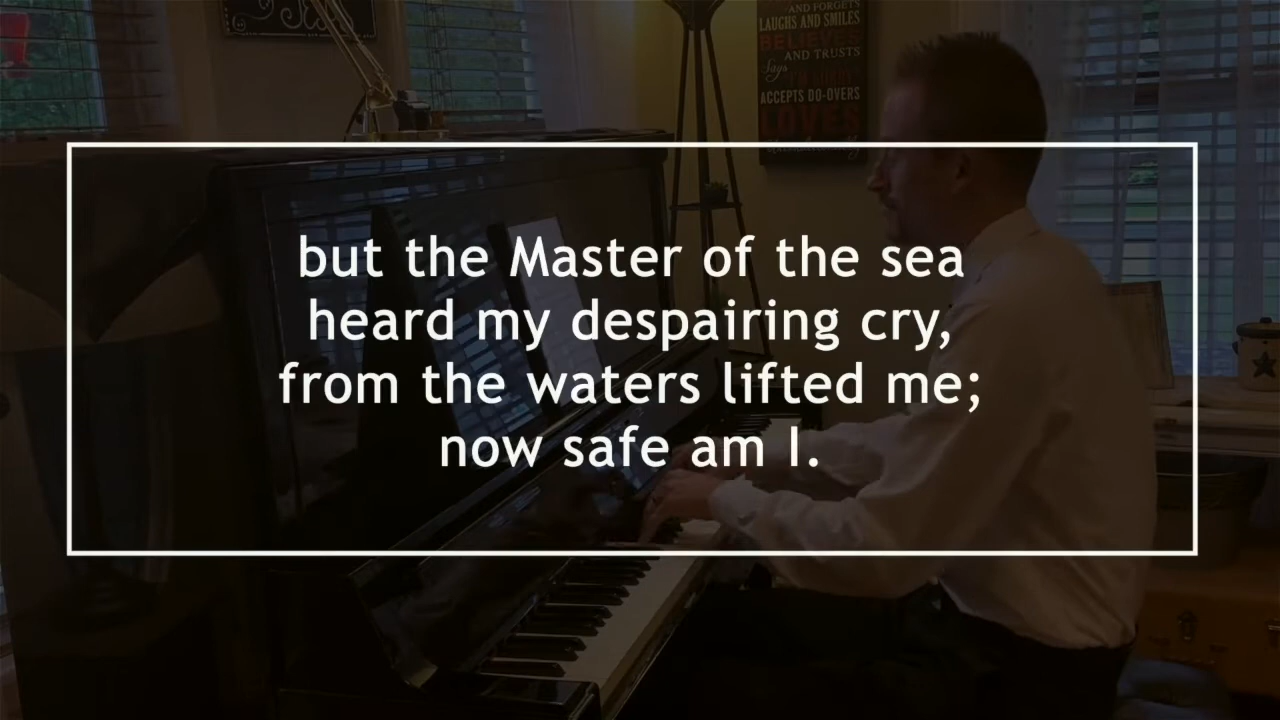 AND FORGETS
LAUGHS AND SMILES
BELIEVES
AND TRUSTS
Says
ACCEPTS DO-OVERS
LOVES
but the Master of the sea
heard my despairing cry,
from the waters lifted me;
now safe am I.